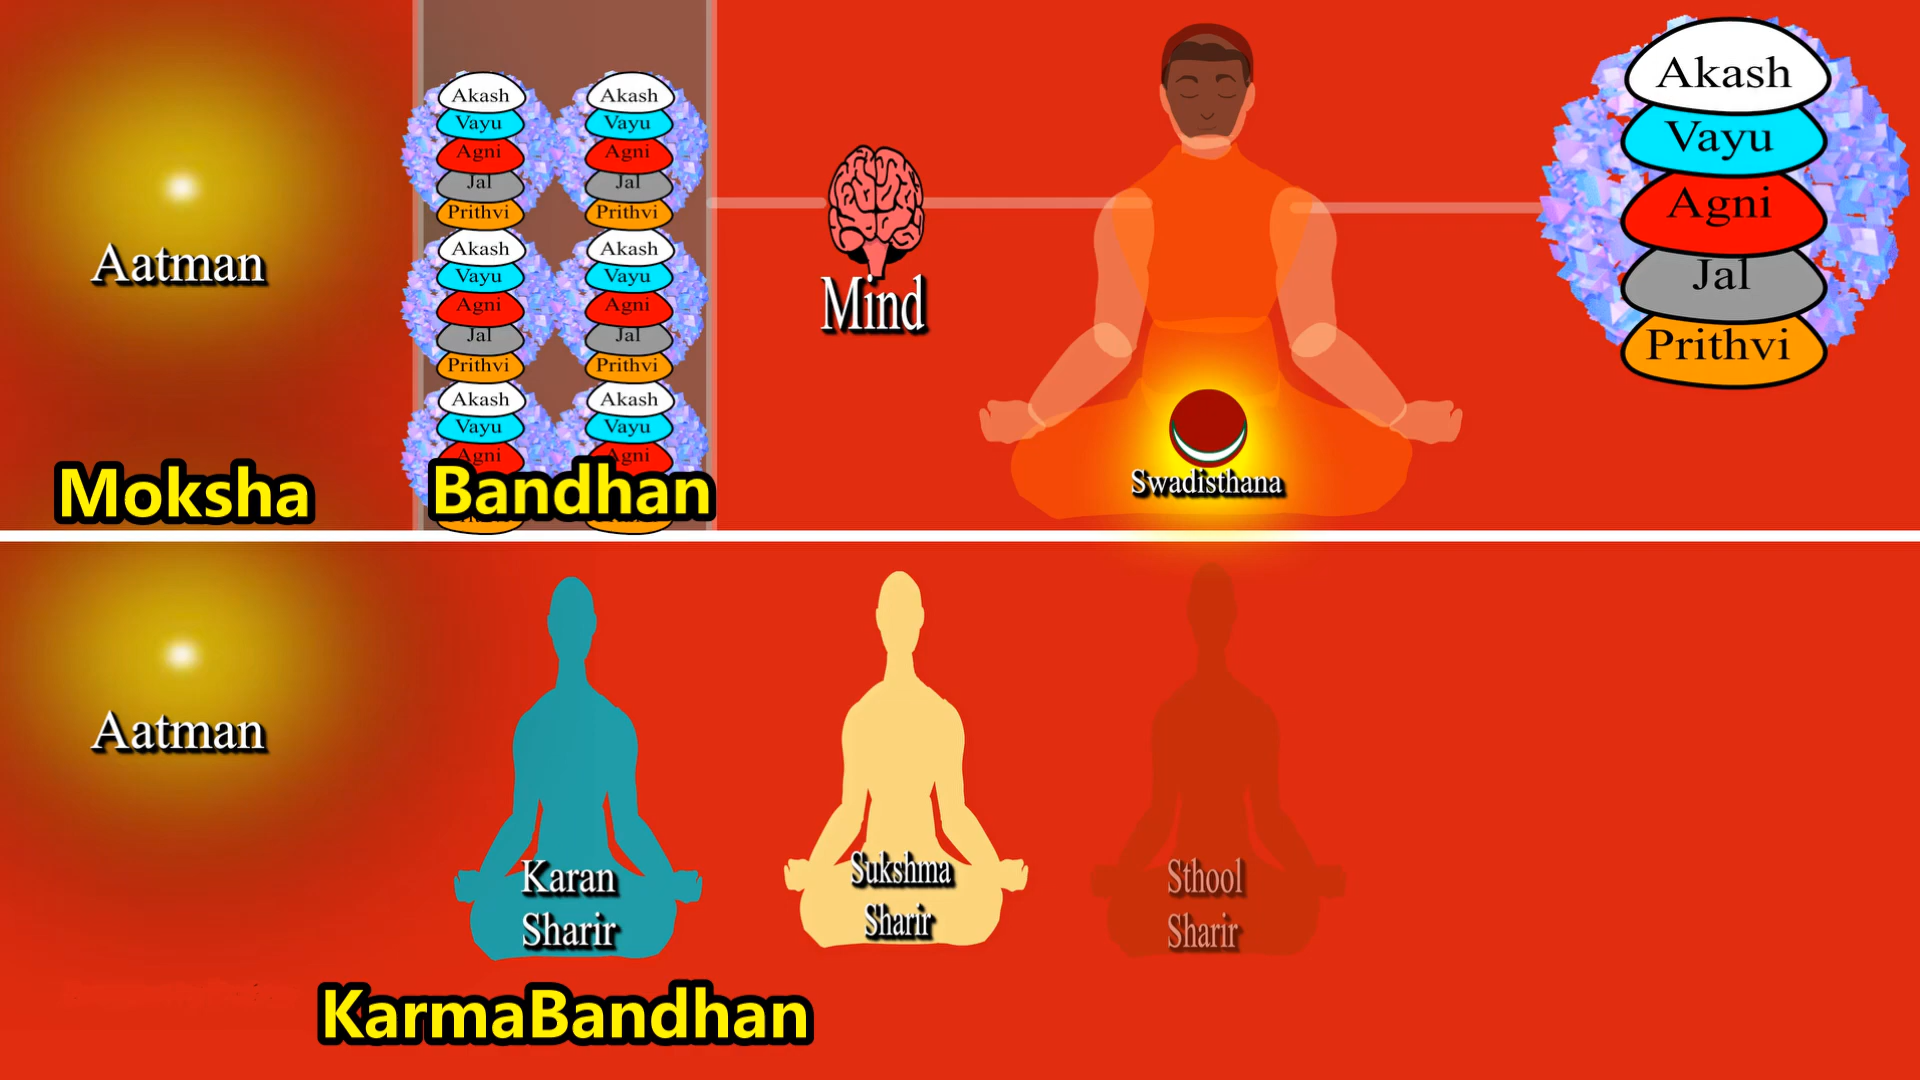 Aatman
Moksha
Akash
Vayu
Agni
Jal
Prithvi
Akash
Vayu
Agni
Jal
Prithvi
Akash
Vayu
Agni
Akash
Vayu
Agni
Jal
Prithvi
Akash
Vayu
Agni
Jal
Prithvi
Akash
Vayu
Agni
Bandhan
Mind
Swadisthana
Akash
Vayu
Agni
Jal
Prithvi
Aatman
Karan
Sharir
Sukshma
Sharir
Sthool
Sharir
KarmaBandhan